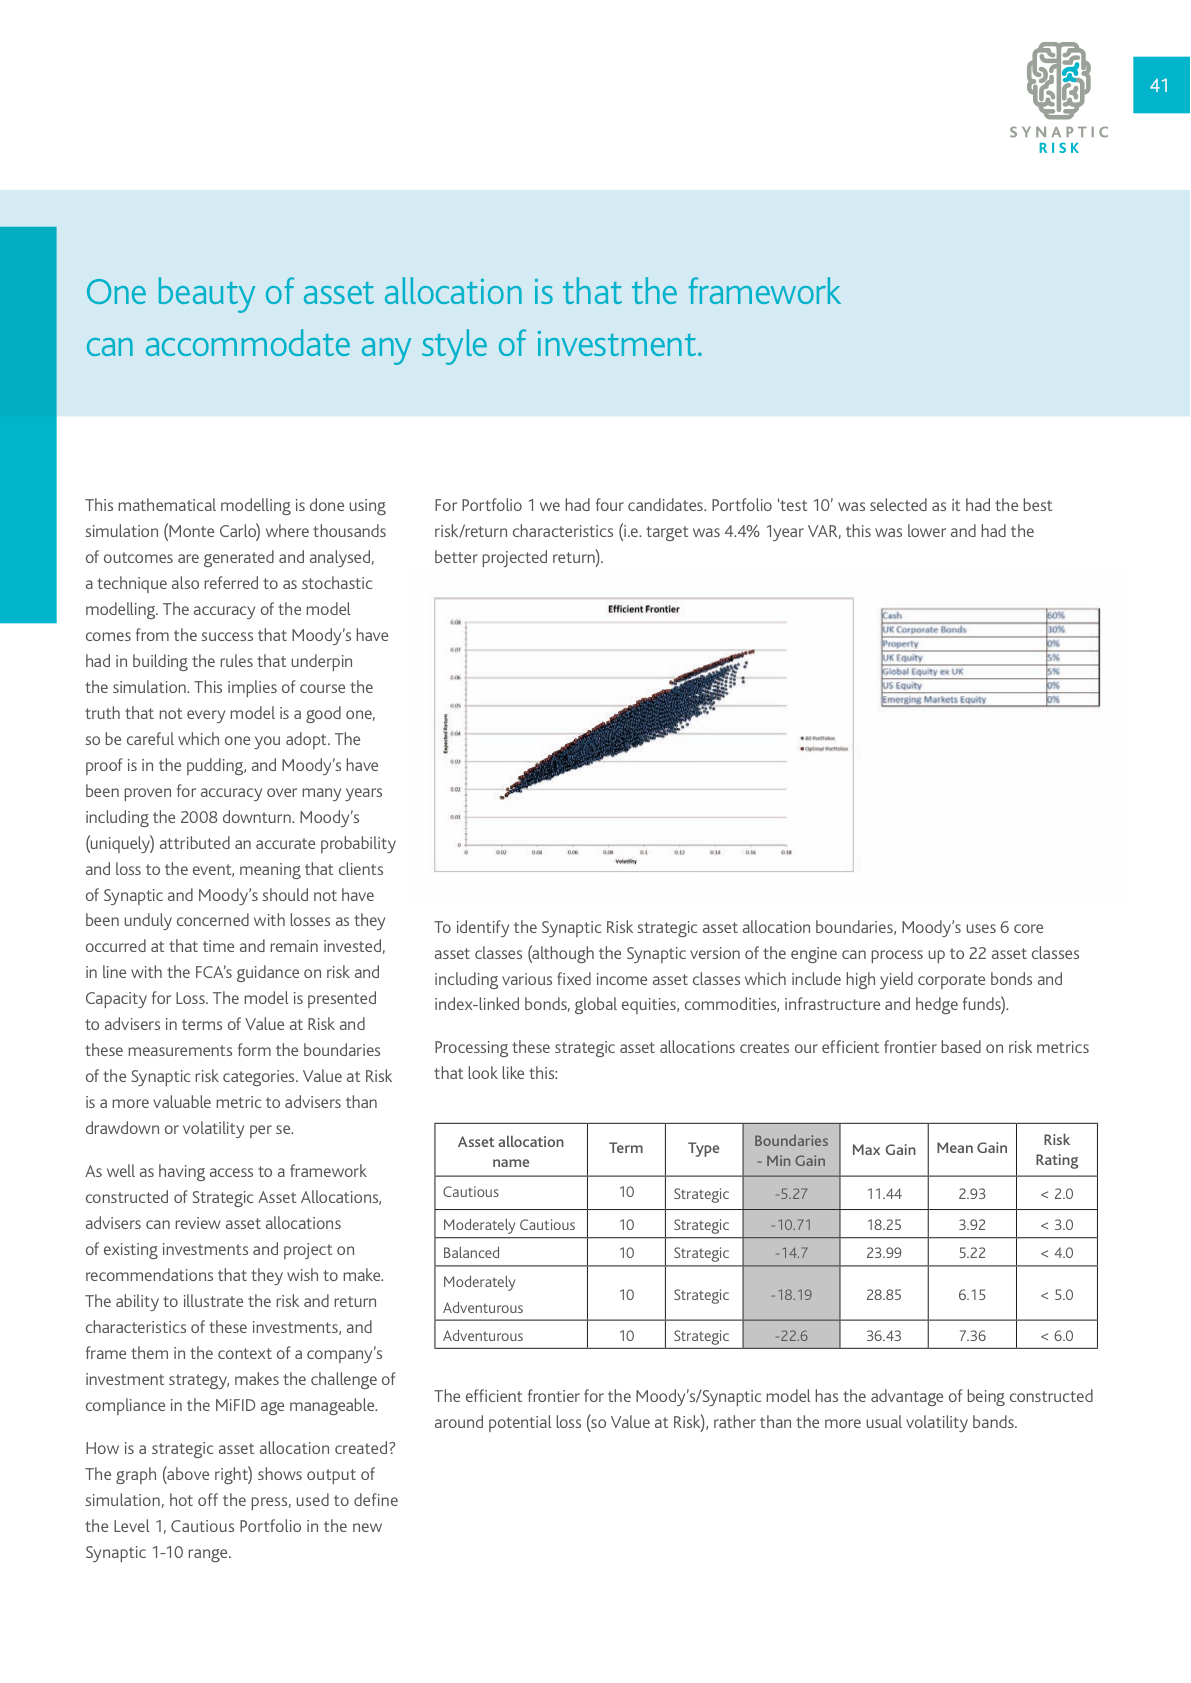 41
SYNAPTIC
RISK
One beauty of asset allocation is that the framework
can accommodate any style of investment.
This mathematical modelling is done using
simulation (Monte Carlo) where thousands
of outcomes are generated and analysed,
a technique also referred to as stochastic
modelling. The accuracy of the model
comes from the success that Moody's have
had in building the rules that underpin
the simulation. This implies of course the
truth that not every model is a good one,
so be careful which one you adopt. The
proof is in the pudding, and Moody's have
been proven for accuracy over many years
including the 2008 downturn. Moody's
(uniquely) attributed an accurate probability
and loss to the event, meaning that clients
of Synaptic and Moody's should not have
been unduly concerned with losses as they
occurred at that time and remain invested,
in line with the FCA's guidance on risk and
Capacity for Loss. The model is presented
to advisers in terms of Value at Risk and
these measurements form the boundaries
of the Synaptic risk categories. Value at Risk
is a more valuable metric to advisers than
drawdown or volatility per se.
As well as having access to a framework
constructed of Strategic Asset Allocations,
advisers can review asset allocations
of existing investments and project on
recommendations that they wish to make.
The ability to illustrate the risk and return
characteristics of these investments, and
frame them in the context of a company's
investment strategy, makes the challenge of
compliance in the MiFID age manageable.
How is a strategic asset allocation created?
The graph (above right) shows output of
simulation, hot off the press, used to define
the Level 1, Cautious Portfolio in the new
Synaptic 1-10 range.
For Portfolio 1 we had four candidates. Portfolio 'test 10' was selected as it had the best
risk/return characteristics (i.e. target was 4.4% 1year VAR, this was lower and had the
better projected return).
Efficient Frontier
0.08
0.07
0.06
0.05
0.04
0.03
0.02
0.01
0
Expected Return
0 0.02 0.04 0.06 0.08 0.1 0.12 0.14 0.16 0.18
Volatility
All Portfolios
Optimal Portfolios
Cash 60%
UK Corporate Bonds 30%
Property 0%
UK Equity 5%
Global Equity ex UK 5%
US Equity 0%
Emerging Markets Equity 0%
To identify the Synaptic Risk strategic asset allocation boundaries, Moody's uses 6 core
asset classes (although the Synaptic version of the engine can process up to 22 asset classes
including various fixed income asset classes which include high yield corporate bonds and
index-linked bonds, global equities, commodities, infrastructure and hedge funds).
Processing these strategic asset allocations creates our efficient frontier based on risk metrics
that look like this:
Asset allocation name Term Type Boundaries - Min Gain Max Gain Mean Gain Risk Rating
Cautious 10 Strategic -5.27 11.44 2.93 < 2.0
Moderately Cautious 10 Strategic -10.71 18.25 3.92 < 3.0
Balanced 10 Strategic -14.7 23.99 5.22 < 4.0
Moderately Adventurous 10 Strategic -18.19 28.85 6.15 < 5.0
Adventurous 10 Strategic -22.6 36.43 7.36 < 6.0
The efficient frontier for the Moody's/Synaptic model has the advantage of being constructed
around potential loss (so Value at Risk), rather than the more usual volatility bands.